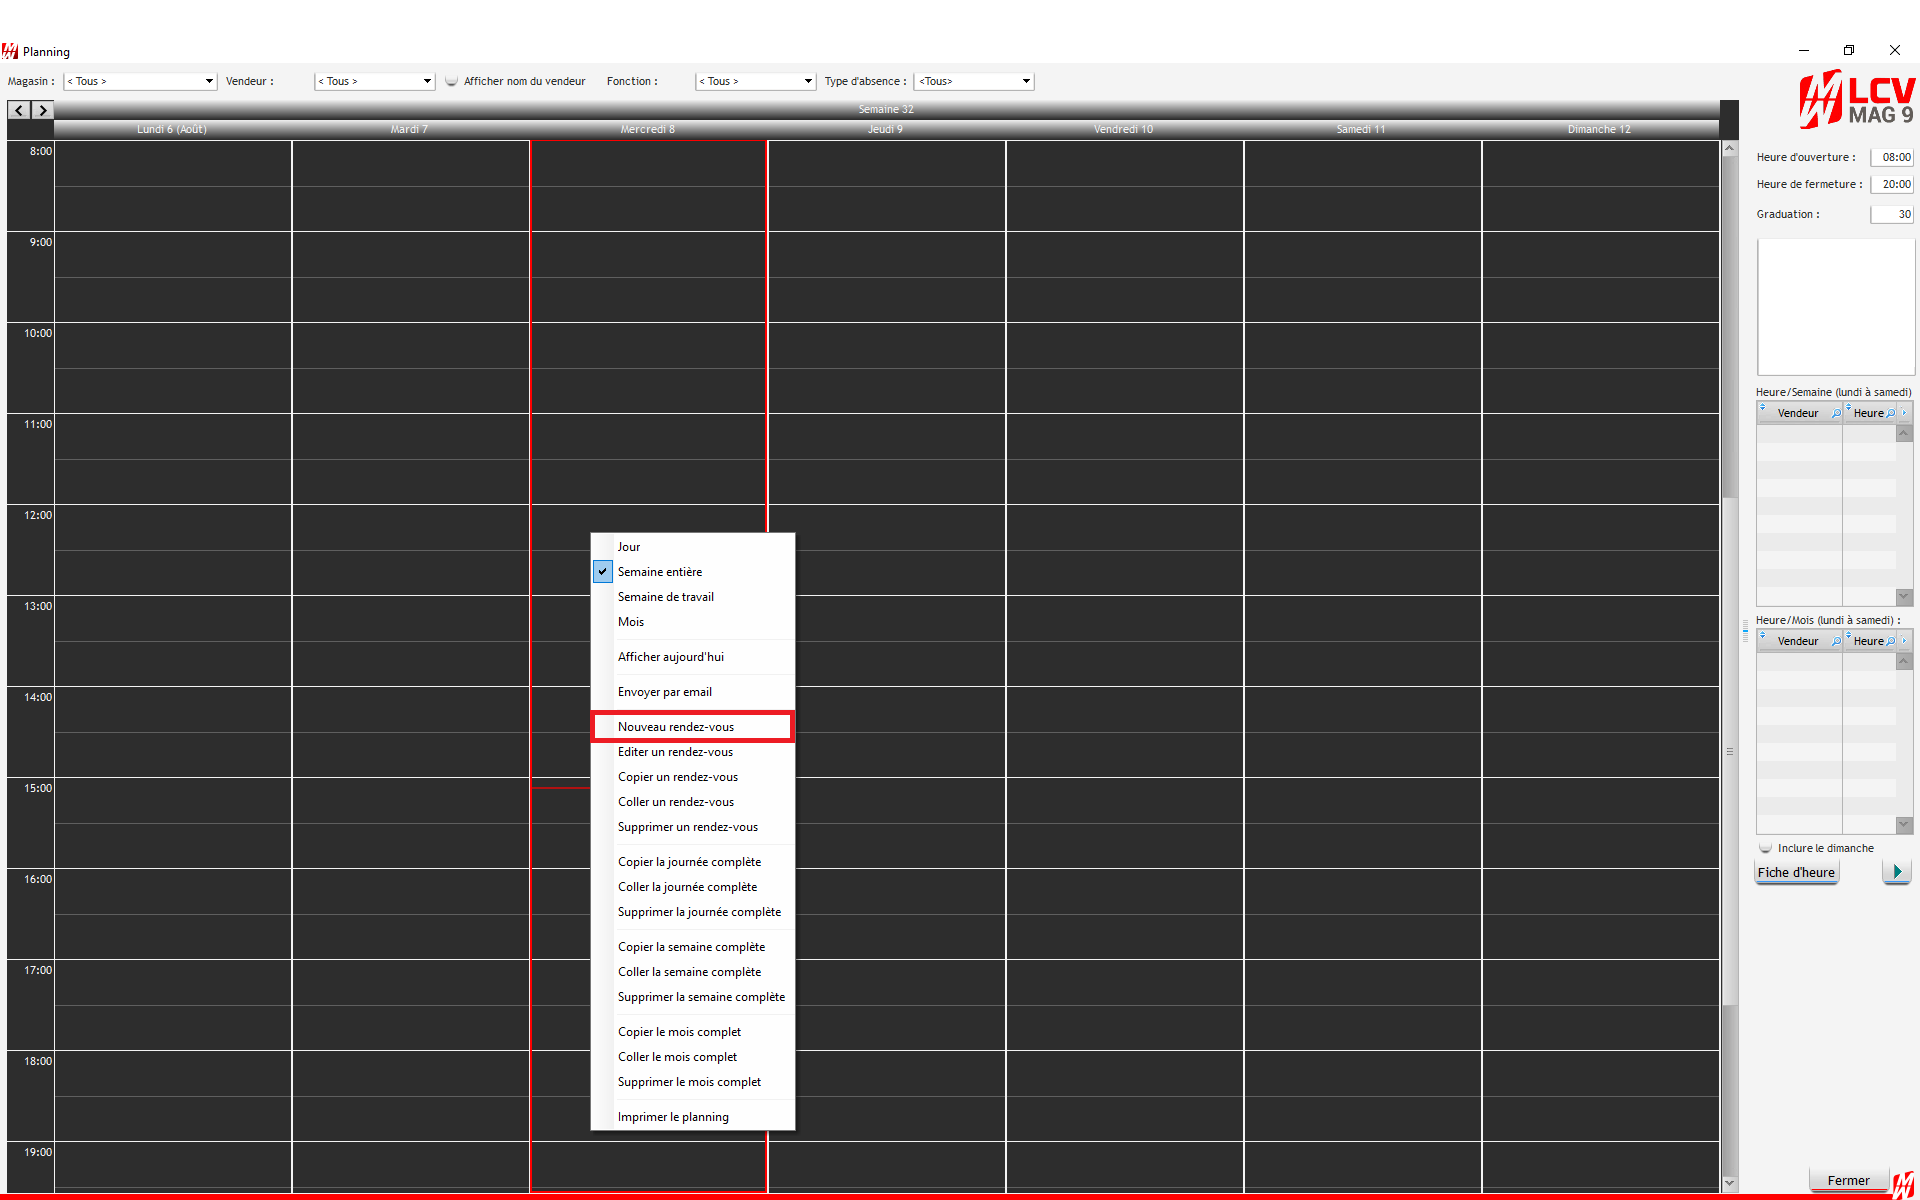 Planning
Magasin : < Tous > Vendeur : < Tous > Afficher nom du vendeur Fonction : < Tous > Type d'absence : <Tous>
LCV
MAG 9
Semaine 32
Lundi 6 (Août) Mardi 7 Mercredi 8 Jeudi 9 Vendredi 10 Samedi 11 Dimanche 12
8:00
9:00
10:00
11:00
12:00
13:00
14:00
15:00
16:00
17:00
18:00
19:00
Jour
Semaine entière
Semaine de travail
Mois
Afficher aujourd'hui
Envoyer par email
Nouveau rendez-vous
Editer un rendez-vous
Copier un rendez-vous
Coller un rendez-vous
Supprimer un rendez-vous
Copier la journée complète
Coller la journée complète
Supprimer la journée complète
Copier la semaine complète
Coller la semaine complète
Supprimer la semaine complète
Copier le mois complet
Coller le mois complet
Supprimer le mois complet
Imprimer le planning
Heure d'ouverture : 08:00
Heure de fermeture : 20:00
Graduation : 30
Heure/Semaine (lundi à samedi)
Vendeur Heure
Heure/Mois (lundi à samedi) :
Vendeur Heure
Inclure le dimanche
Fiche d'heure
Fermer